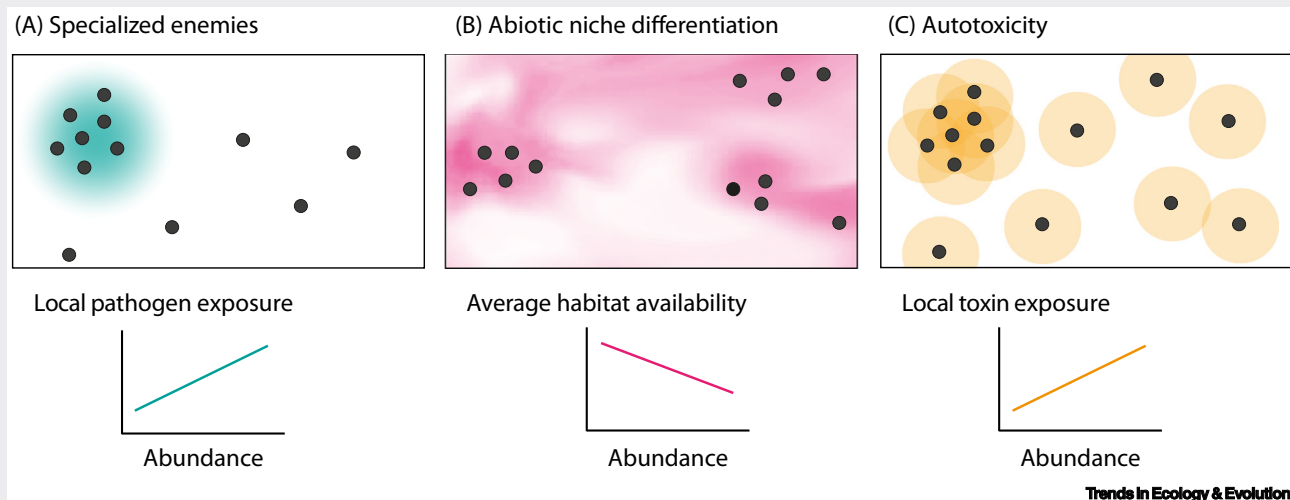 (A) Specialized enemies
(B) Abiotic niche differentiation
(C) Autotoxicity
Local pathogen exposure
Average habitat availability
Local toxin exposure
Abundance
Abundance
Abundance
Trends in Ecology & Evolution